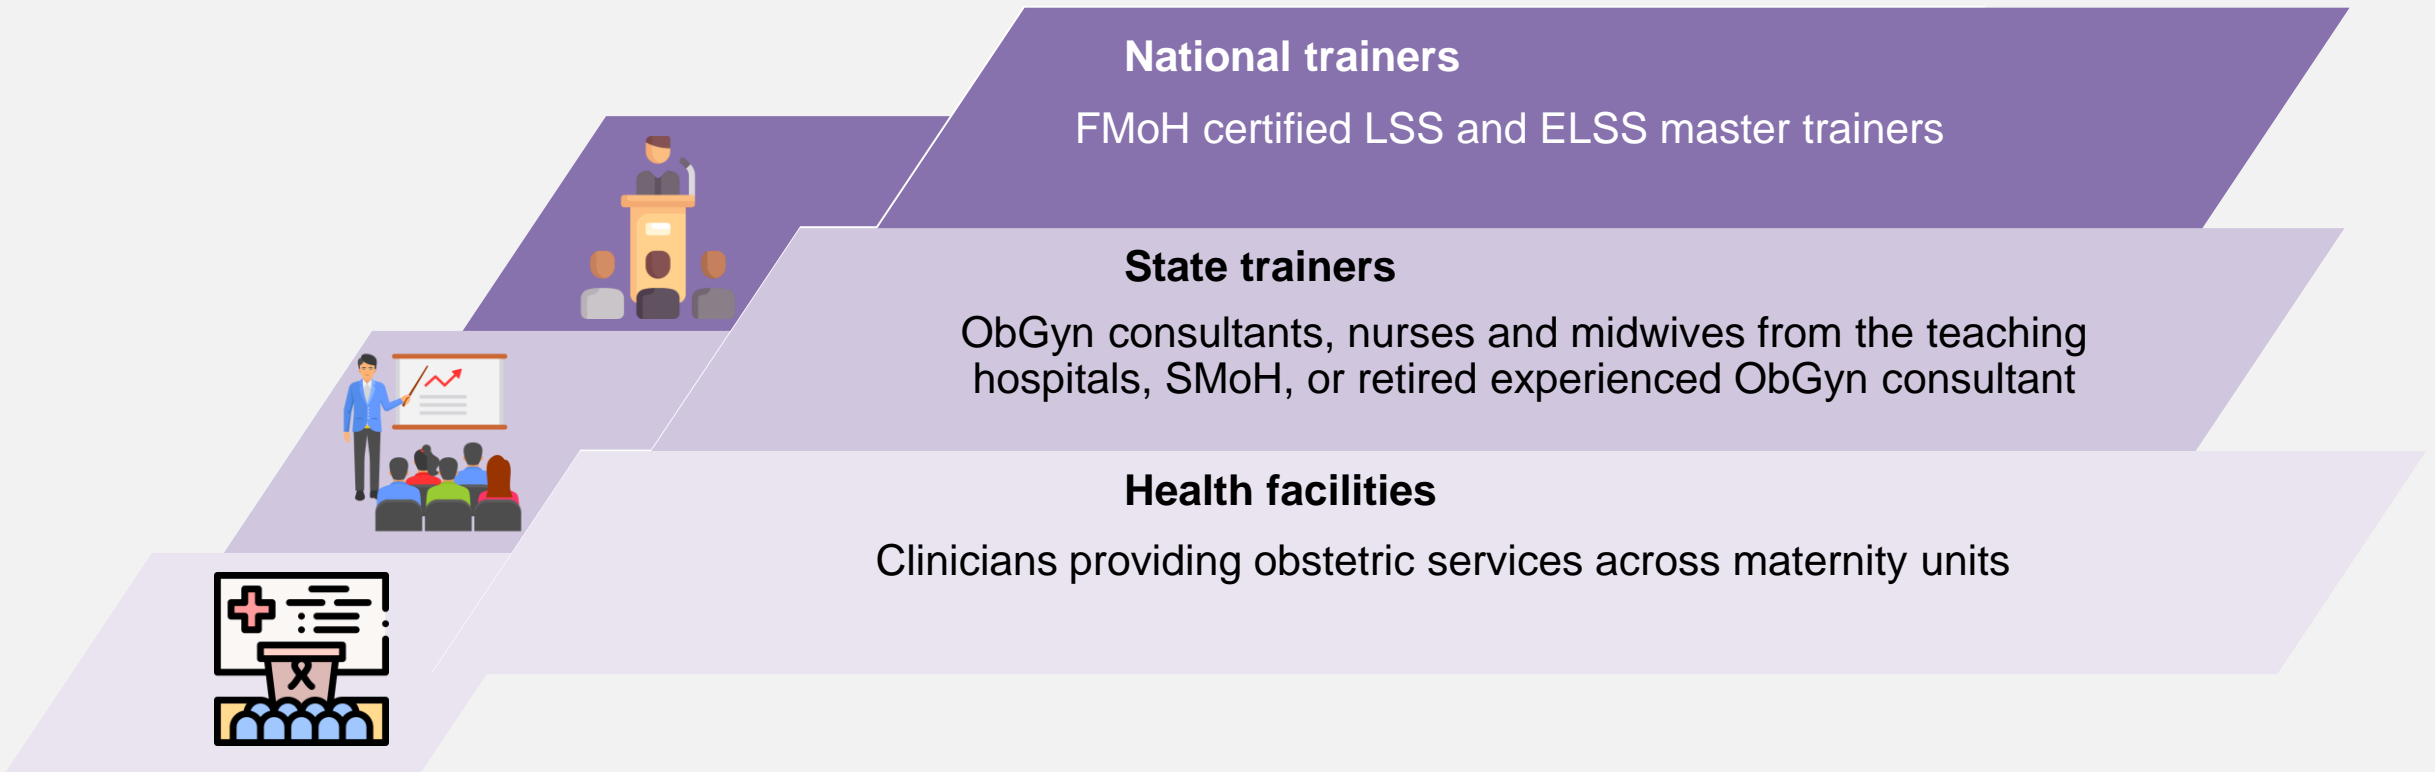 National trainers
FMoH certified LSS and ELSS master trainers
State trainers
ObGyn consultants, nurses and midwives from the teaching
hospitals, SMoH, or retired experienced ObGyn consultant
Health facilities
Clinicians providing obstetric services across maternity units